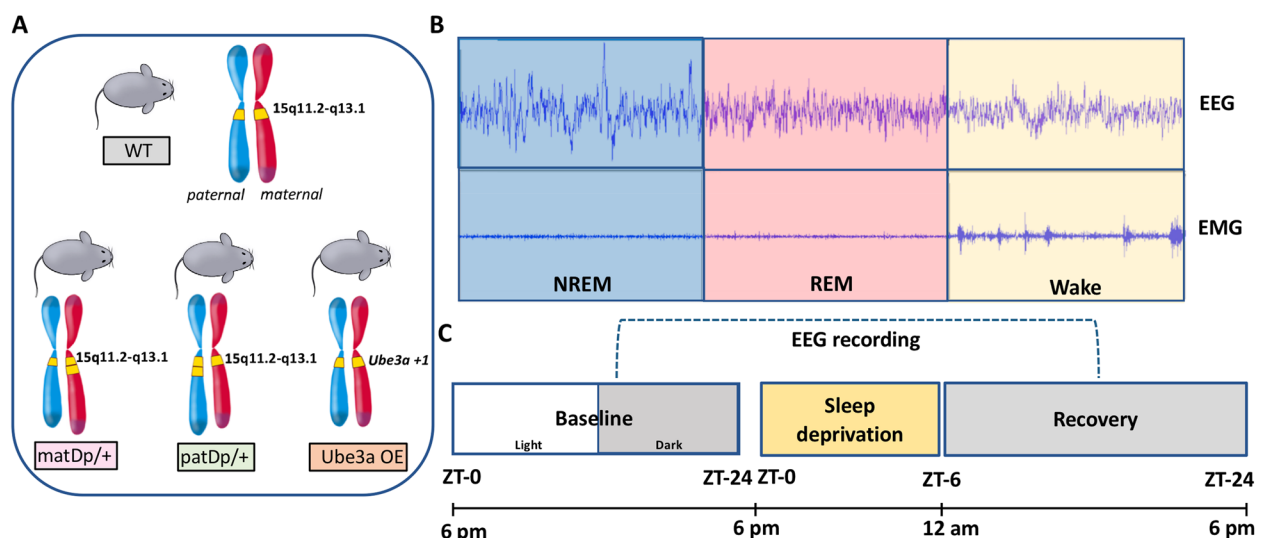 A
15q11.2-q13.1
WT
paternal maternal
15q11.2-q13.1
15q11.2-q13.1
Ube3a +1
matDp/+
patDp/+
Ube3a OE
B
EEG
EMG
NREM
REM
Wake
C
EEG recording
Baseline
Light
Dark
Sleep
deprivation
Recovery
ZT-0
ZT-24
ZT-0
ZT-6
ZT-24
6 pm
6 pm
12 am
6 pm